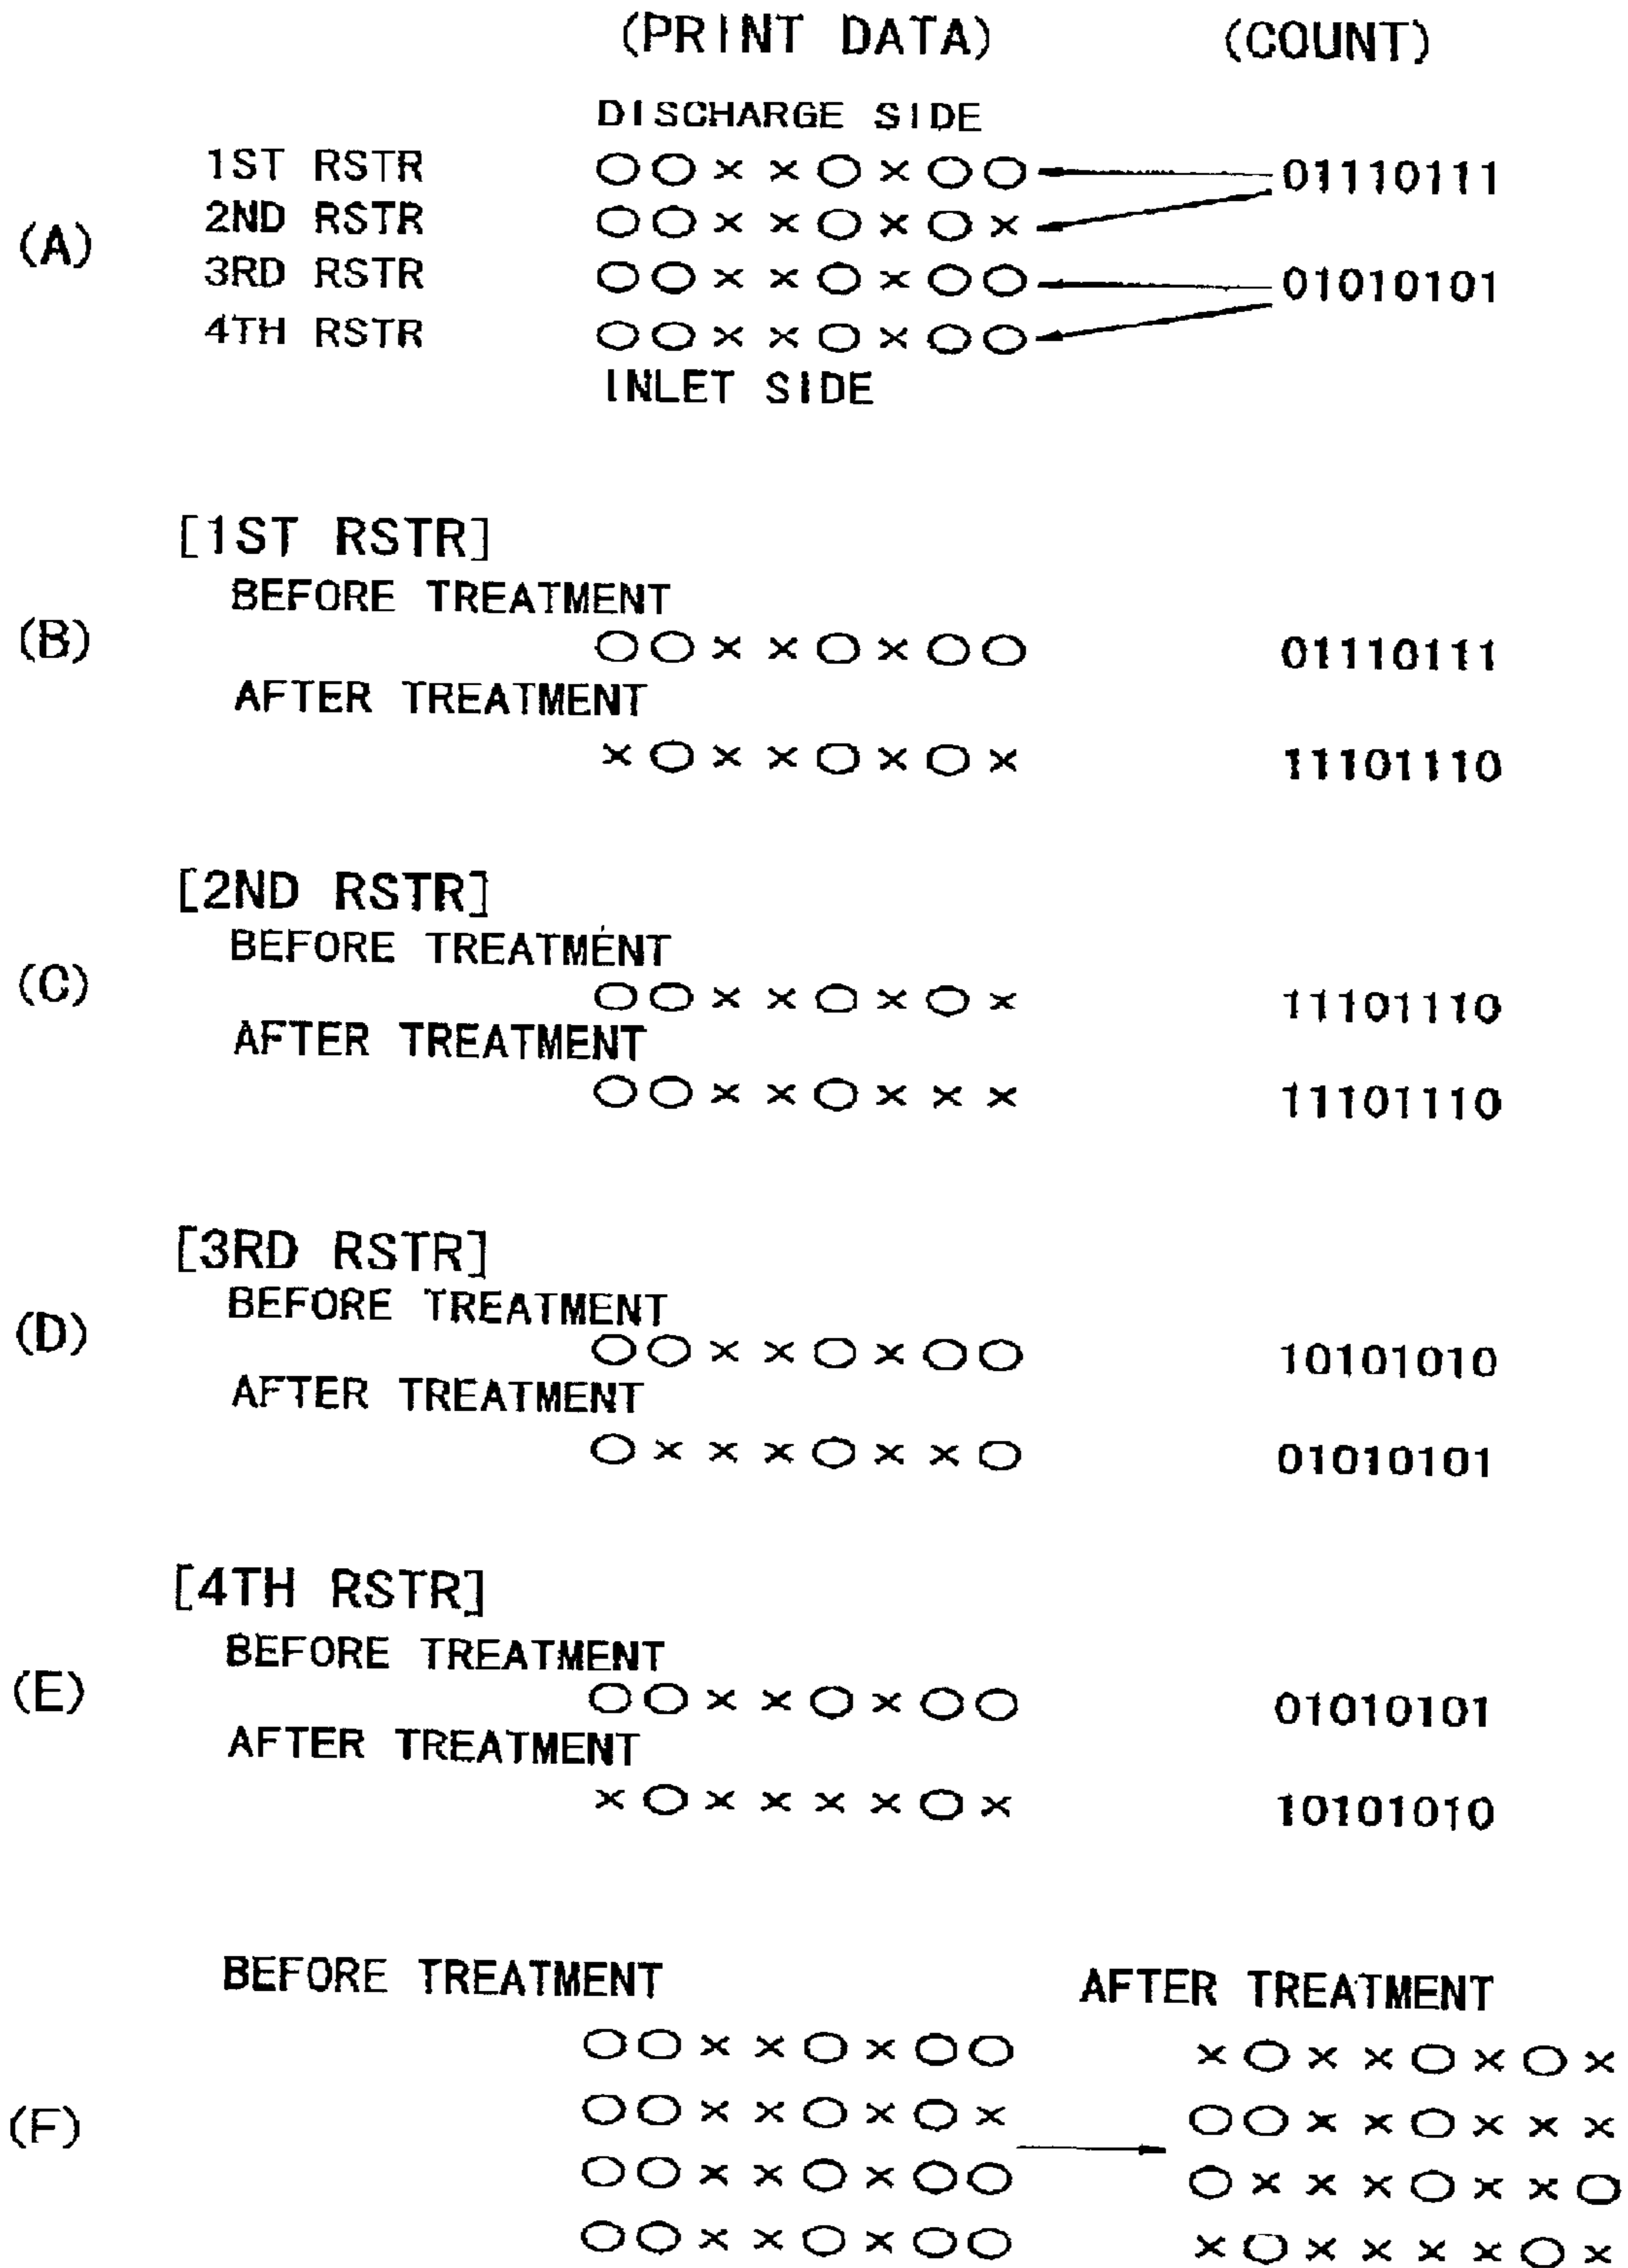 (PRINT DATA) (COUNT)
DISCHARGE SIDE
1ST RSTR ○○××○×○○ 01110111
2ND RSTR ○○××○×○×
(A)
3RD RSTR ○○××○×○○ 01010101
4TH RSTR ○○××○×○○
INLET SIDE
[1ST RSTR]
BEFORE TREATMENT
(B) ○○××○×○○ 01110111
AFTER TREATMENT
×○××○×○× 11101110
[2ND RSTR]
BEFORE TREATMENT
(C) ○○××○×○× 11101110
AFTER TREATMENT
○○××○××× 11101110
[3RD RSTR]
BEFORE TREATMENT
(D) ○○××○×○○ 10101010
AFTER TREATMENT
○×××○××○ 01010101
[4TH RSTR]
BEFORE TREATMENT
(E) ○○××○×○○ 01010101
AFTER TREATMENT
×○××××○× 10101010
BEFORE TREATMENT AFTER TREATMENT
○○××○×○○ ×○××○×○×
(F) ○○××○×○× ○○××○×××
○○××○×○○ ○×××○××○
○○××○×○○ ×○××××○×